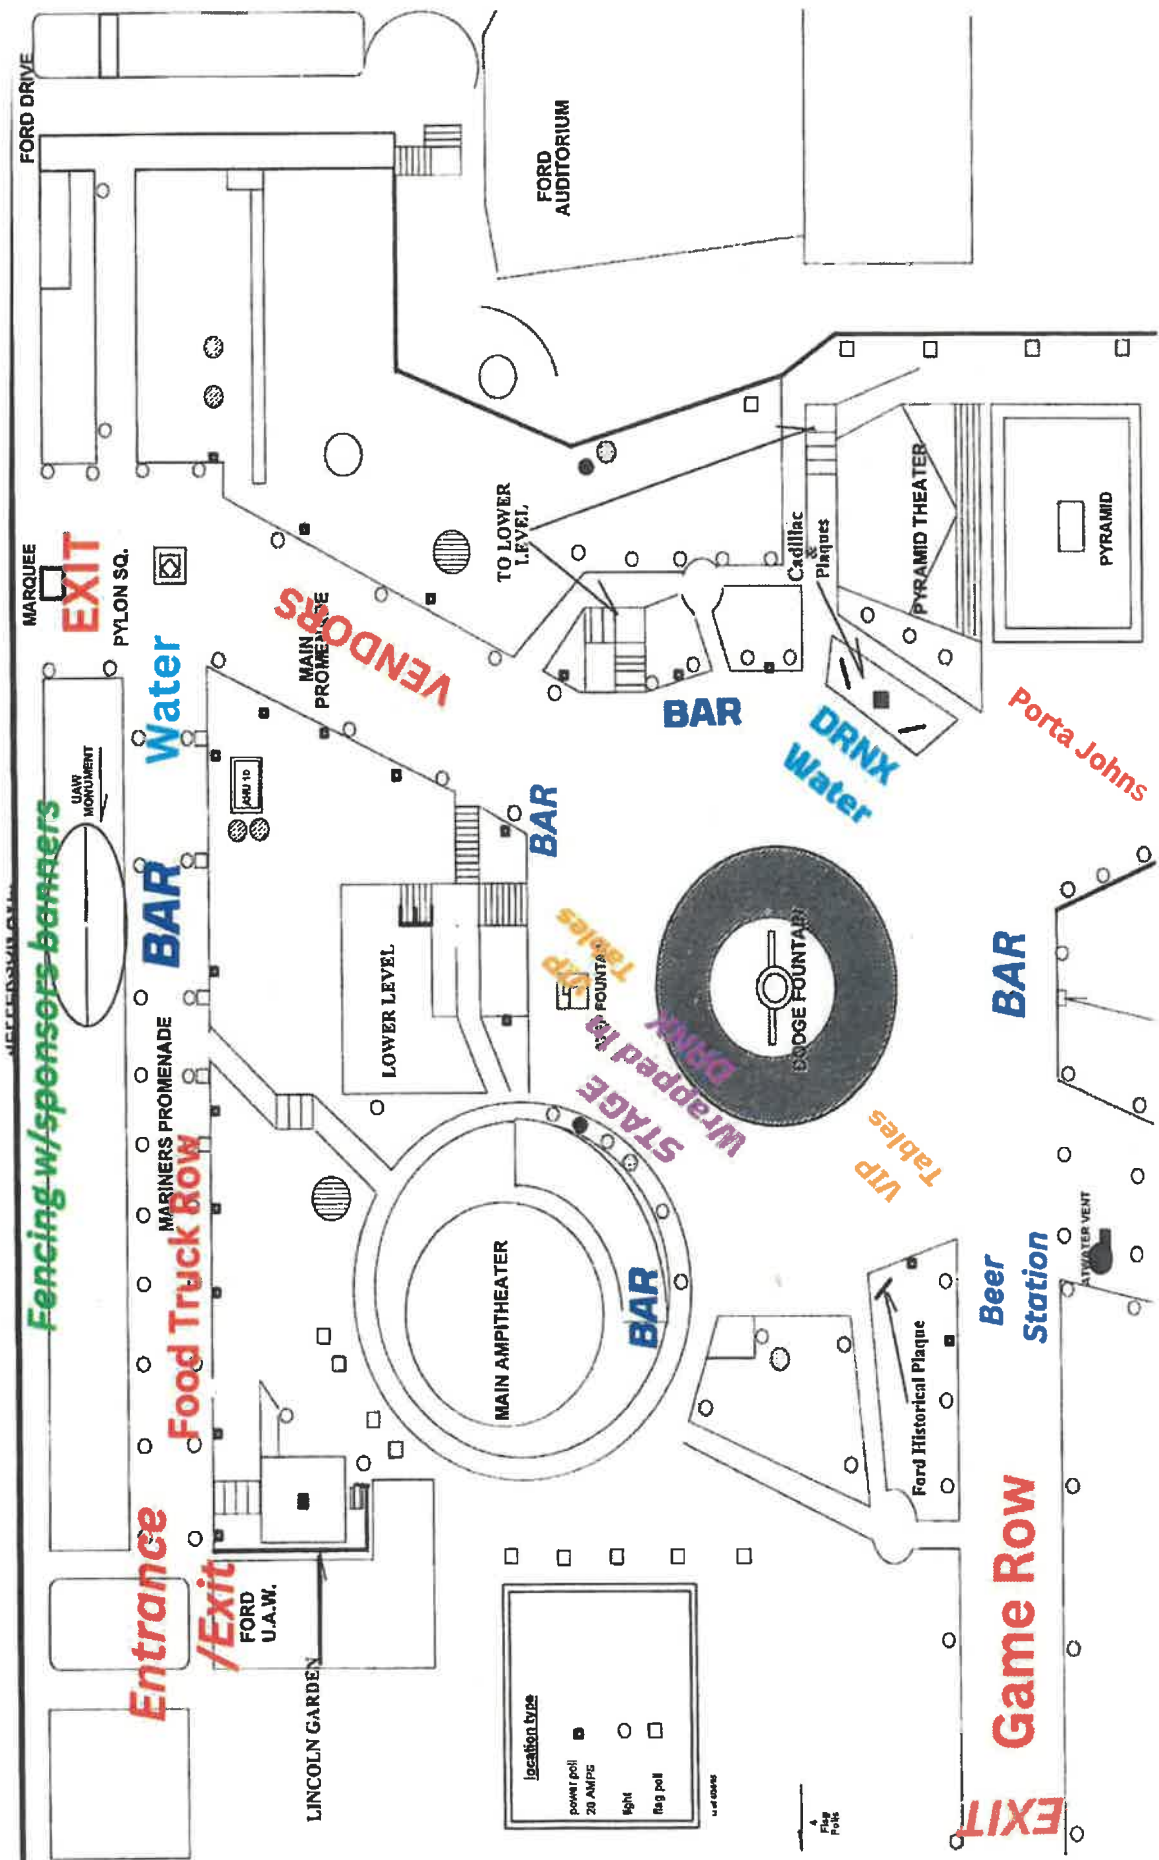 FORD DRIVE
FORD
AUDITORIUM
MARQUEE
EXIT
PYLON SQ.
Water
VENDORS
MAIN
PROMENADE
TO LOWER
LEVEL
Cadillac
&
Plaques
PYRAMID THEATER
PYRAMID
BAR
DRNX
Water
Porta Johns
UAW
MONUMENT
AHU 10
BAR
BAR
Fencing w/sponsors banners
LOWER LEVEL
VIP
Tables
FOUNTAIN
DODGE FOUNTAIN
BAR
MARINERS PROMENADE
STAGE
Wrapped In
DRNX
VIP
Tables
Food Truck Row
MAIN AMPITHEATER
BAR
Beer
Station
ATWATER VENT
Ford Historical Plaque
Entrance
/Exit
FORD
U.A.W.
LINCOLN GARDEN
location type
power poll
20 AMPS
light
flag poll
4
Flag
Polls
Game Row
EXIT